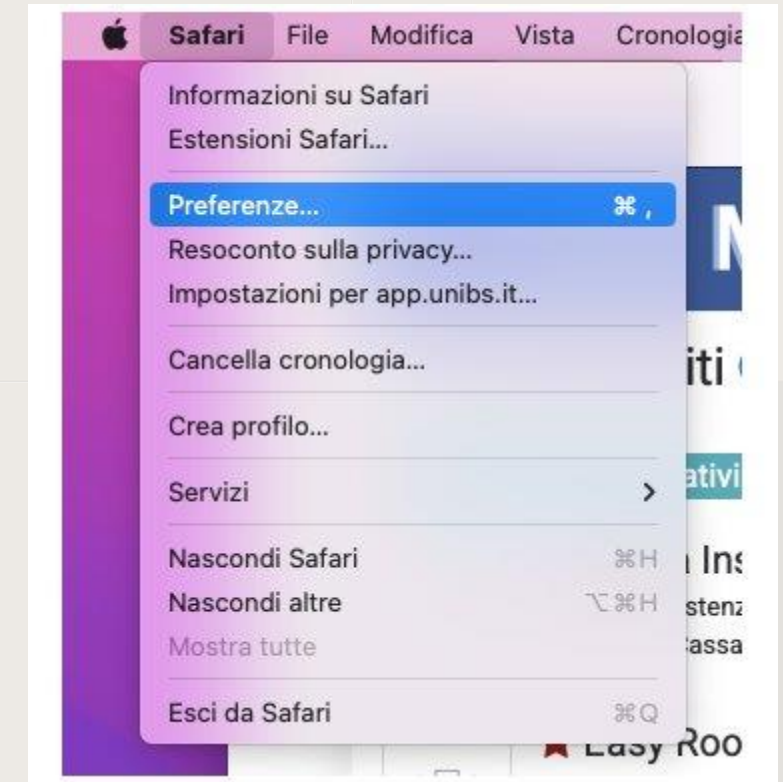 Safari File Modifica Vista Cronologia
Informazioni su Safari
Estensioni Safari...
Preferenze... ⌘ ,
Resoconto sulla privacy...
Impostazioni per app.unibs.it...
Cancella cronologia...
Crea profilo...
Servizi
Nascondi Safari ⌘H
Nascondi altre ⌥⌘H
Mostra tutte
Esci da Safari ⌘Q
Easy Roo